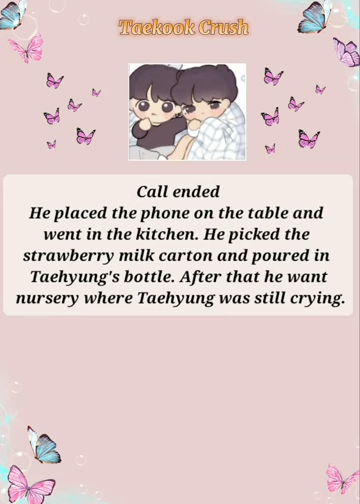 Taekook Crush
Call ended
He placed the phone on the table and
went in the kitchen. He picked the
strawberry milk carton and poured in
Taehyung's bottle. After that he want
nursery where Taehyung was still crying.